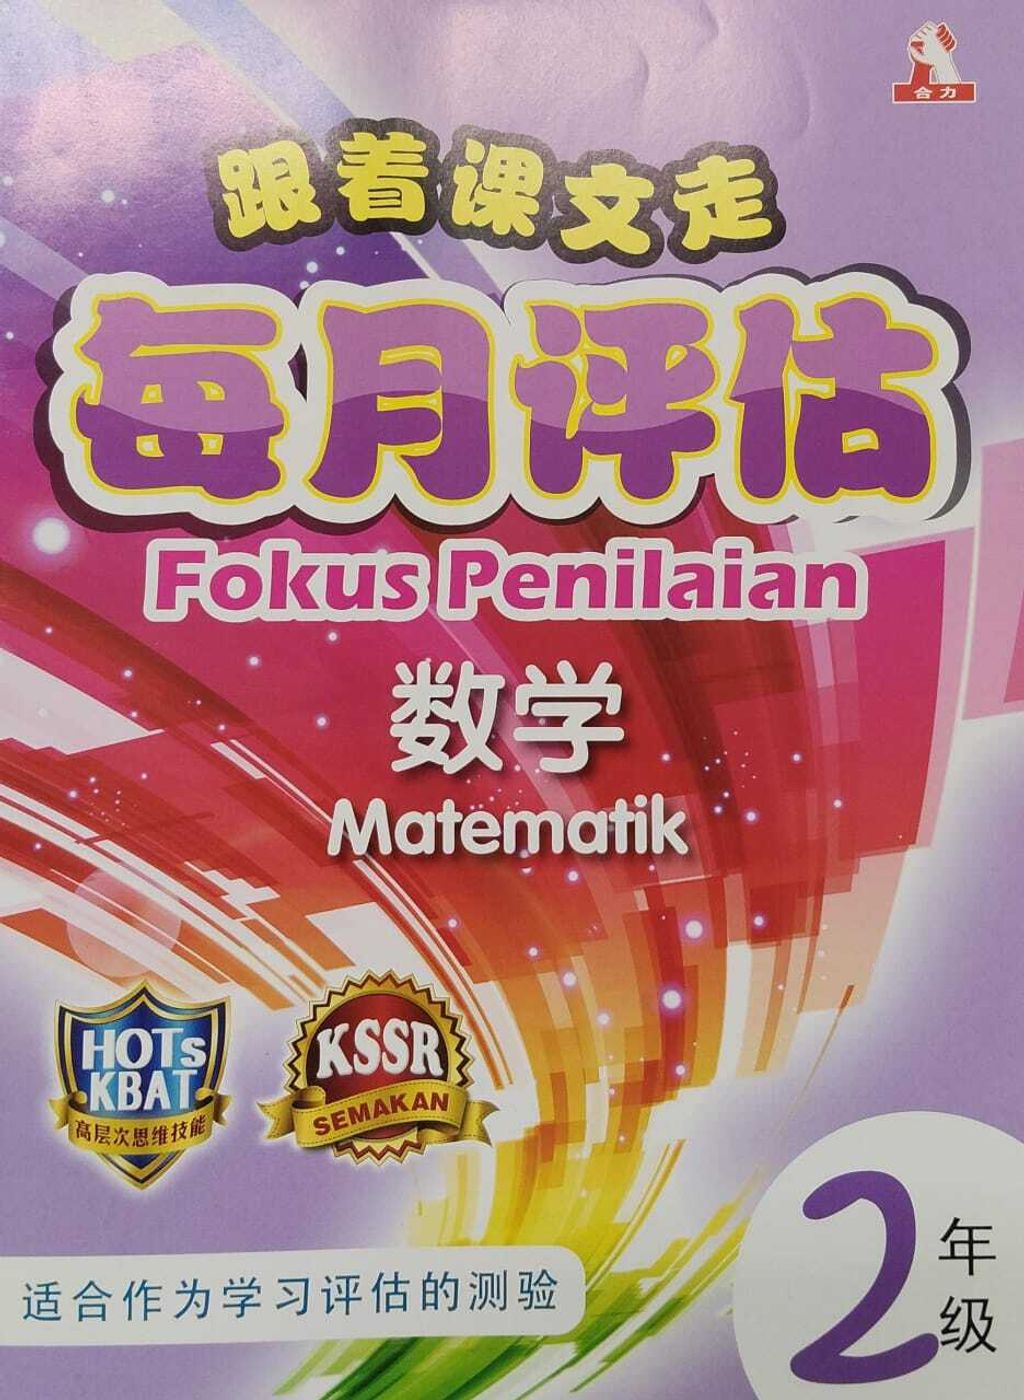 合力
跟着课文走
每月评估
Fokus Penilaian
数学
Matematik
HOTs
KBAT
高层次思维技能
KSSR
SEMAKAN
2年级
适合作为学习评估的测验